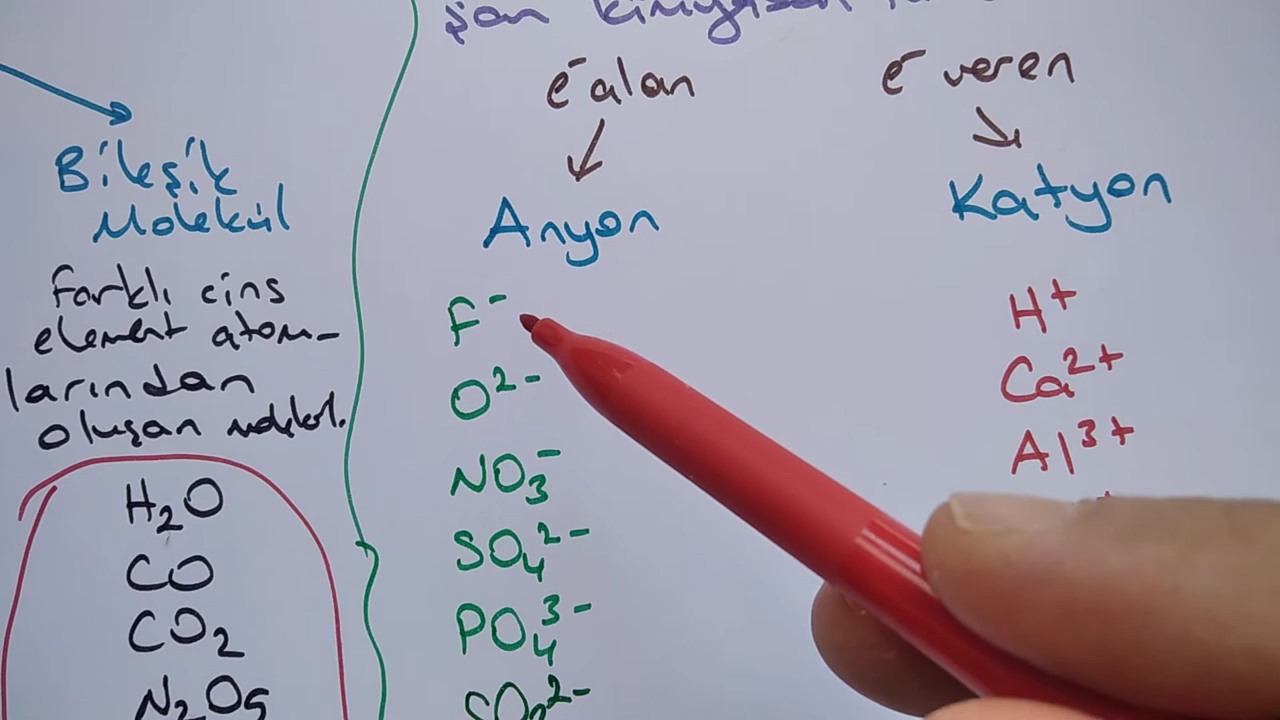 e⁻ alan
e⁻ veren
Bileşik
Molekül
Anyon
Katyon
Farklı cins
element atom-
larından
oluşan molekül.
H₂O
CO
CO₂
N₂O₅
F⁻
O²⁻
NO₃⁻
SO₄²⁻
PO₄³⁻
H⁺
Ca²⁺
Al³⁺